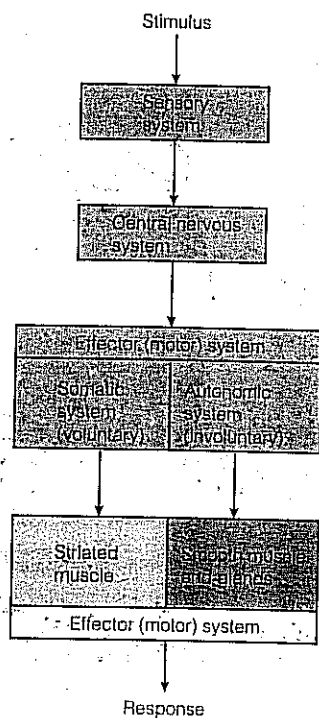 Stimulus
Sensory
system
Central nervous
system
Effector (motor) system
Somatic
system
(voluntary)
Autonomic
system
(involuntary)
Striated
muscle
Smooth muscle
and glands
Effector (motor) system
Response